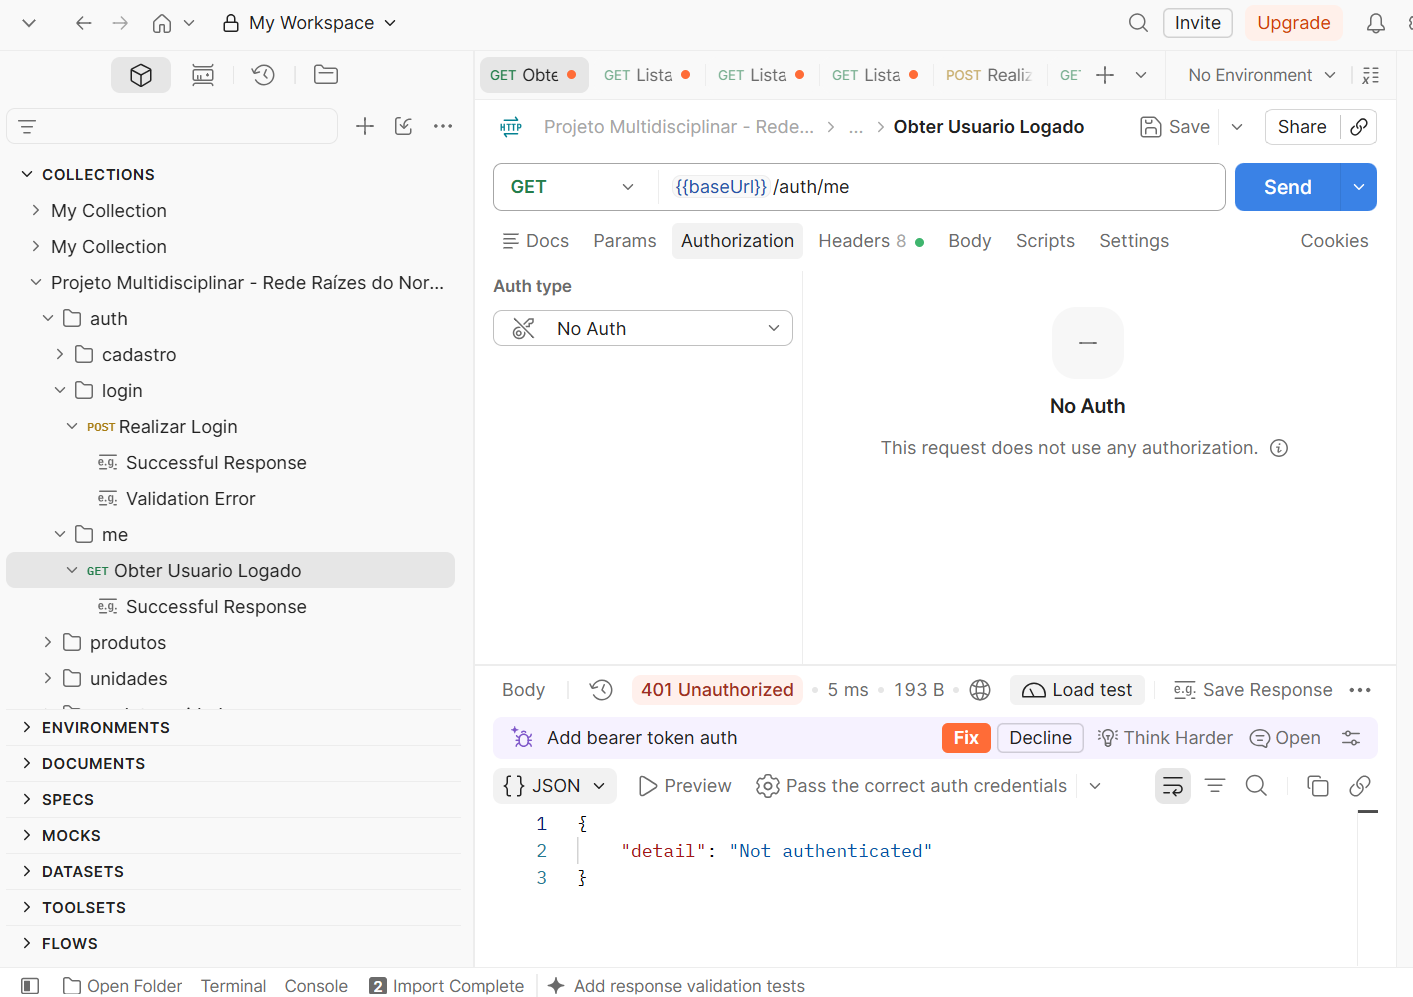 My Workspace
Invite
Upgrade
GET Obte
GET Lista
GET Lista
GET Lista
POST Realiz
GET
No Environment
HTTP
Projeto Multidisciplinar - Rede... > ... > Obter Usuario Logado
Save
Share
COLLECTIONS
My Collection
My Collection
Projeto Multidisciplinar - Rede Raízes do Nor...
auth
cadastro
login
POST Realizar Login
e.g. Successful Response
e.g. Validation Error
me
GET Obter Usuario Logado
e.g. Successful Response
produtos
unidades
ENVIRONMENTS
DOCUMENTS
SPECS
MOCKS
DATASETS
TOOLSETS
FLOWS
GET
{{baseUrl}} /auth/me
Send
Docs
Params
Authorization
Headers 8
Body
Scripts
Settings
Cookies
Auth type
No Auth
No Auth
This request does not use any authorization.
Body
401 Unauthorized
5 ms
193 B
Load test
e.g. Save Response
Add bearer token auth
Fix
Decline
Think Harder
Open
{} JSON
Preview
Pass the correct auth credentials
1 {
2 "detail": "Not authenticated"
3 }
Open Folder
Terminal
Console
2 Import Complete
Add response validation tests